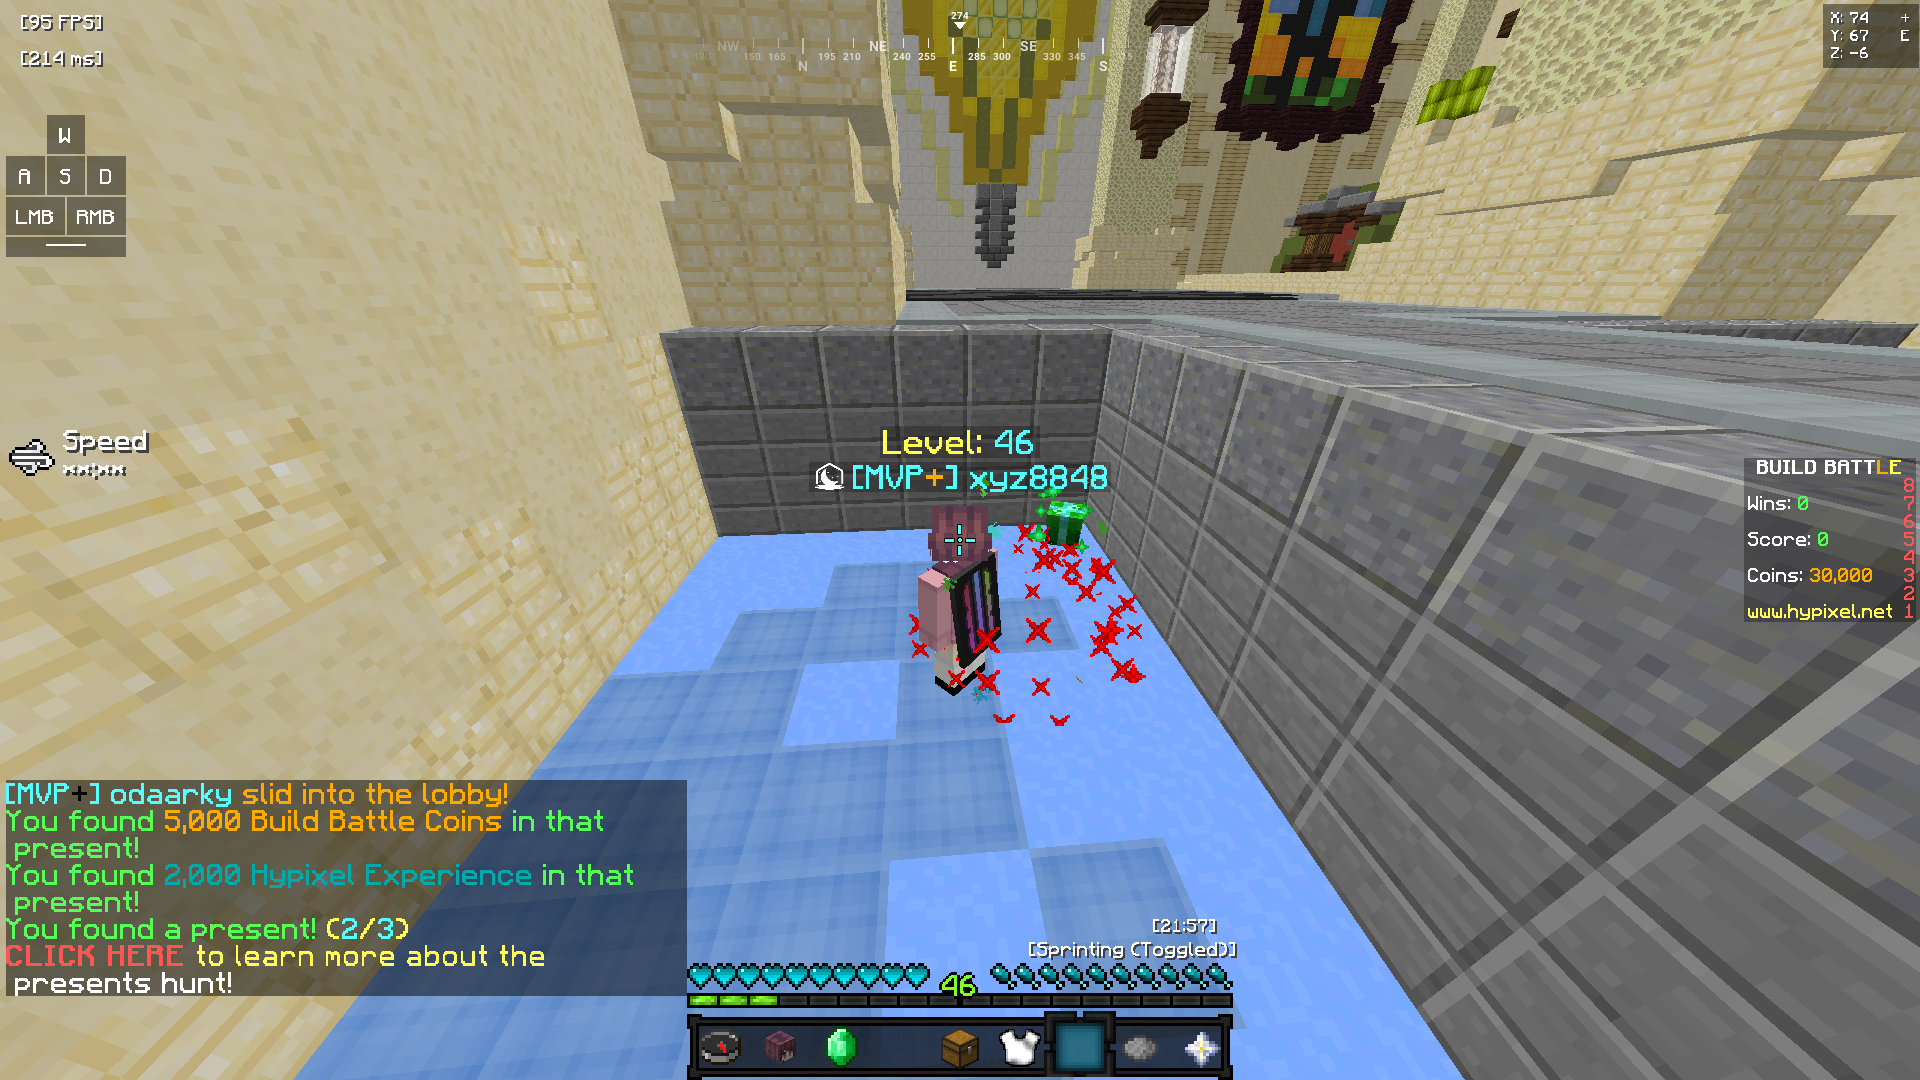 [95 FPS]
[214 ms]
W
A S D
LMB RMB
274
NW NE SE
150 165 195 210 240 255 285 300 330 345
N E S
X: 74 +
Y: 67 E
Z: -6
Speed
**:**
Level: 46
[MVP+] xyz8848
BUILD BATTLE
8
Wins: 0 7
6
Score: 0 5
4
Coins: 30,000 3
2
www.hypixel.net 1
[MVP+] odaarky slid into the lobby!
You found 5,000 Build Battle Coins in that
present!
You found 2,000 Hypixel Experience in that
present!
You found a present! (2/3)
CLICK HERE to learn more about the
presents hunt!
[21:57]
[Sprinting (Toggled)]
46